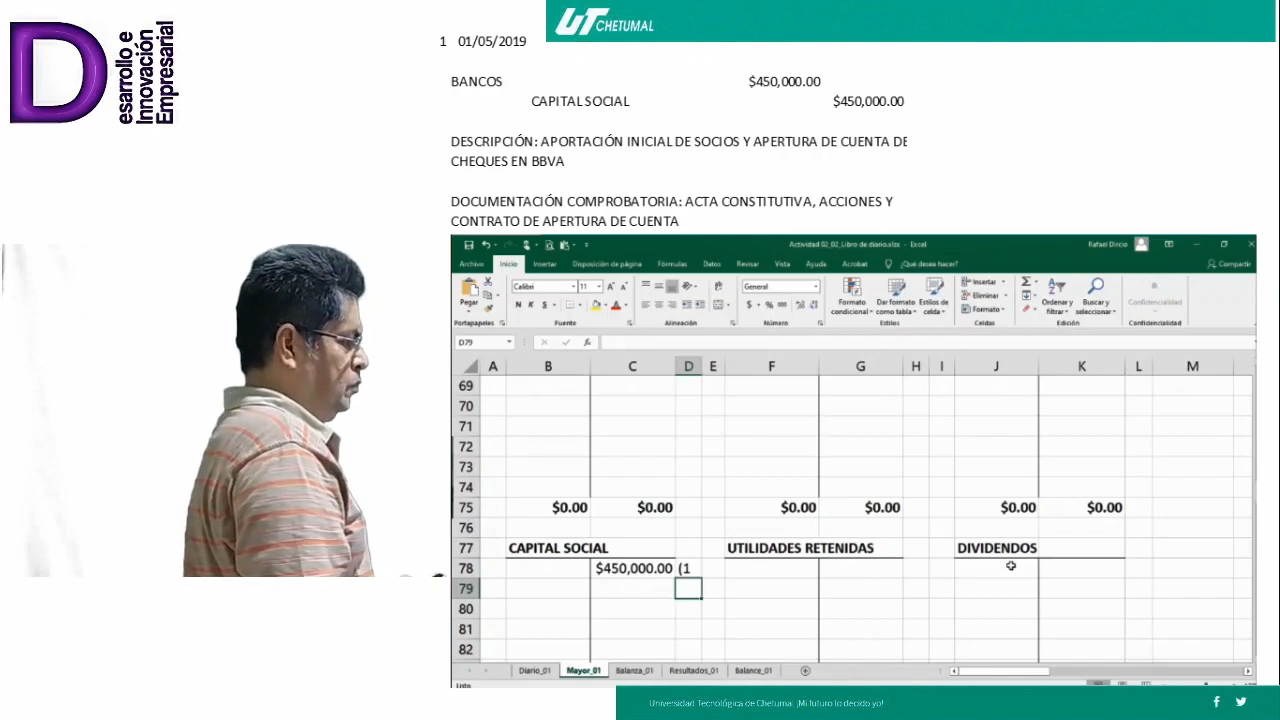 Desarrollo e
Innovación
Empresarial
UT CHETUMAL
1 01/05/2019
BANCOS $450,000.00
CAPITAL SOCIAL $450,000.00
DESCRIPCIÓN: APORTACIÓN INICIAL DE SOCIOS Y APERTURA DE CUENTA DE
CHEQUES EN BBVA
DOCUMENTACIÓN COMPROBATORIA: ACTA CONSTITUTIVA, ACCIONES Y
CONTRATO DE APERTURA DE CUENTA
Actividad 02_02_Libro de diario.xlsx - Excel Rafael Dircio
Archivo Inicio Insertar Disposición de página Fórmulas Datos Revisar Vista Ayuda Acrobat ¿Qué desea hacer? Compartir
Calibri 11 General Insertar
Eliminar
Formato
Pegar N K S Formato condicional Dar formato como tabla Estilos de celda Ordenar y filtrar Buscar y seleccionar Confidencialidad
Portapapeles Fuente Alineación Número Estilos Celdas Edición Confidencialidad
D79 fx
A B C D E F G H I J K L M
69
70
71
72
73
74
75 $0.00 $0.00 $0.00 $0.00 $0.00 $0.00
76
77 CAPITAL SOCIAL UTILIDADES RETENIDAS DIVIDENDOS
78 $450,000.00 (1
79
80
81
82
Diario_01 Mayor_01 Balanza_01 Resultados_01 Balance_01
Listo
Universidad Tecnológica de Chetumal ¡Mi futuro lo decido yo!